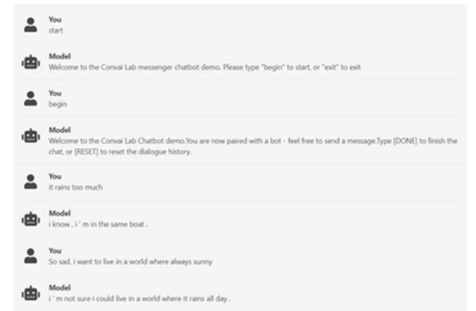 You
start
Model
Welcome to the Convai Lab messenger chatbot demo. Please type "begin" to start, or "exit" to exit
You
begin
Model
Welcome to the Convai Lab Chatbot demo.You are now paired with a bot - feel free to send a message.Type [DONE] to finish the
chat, or [RESET] to reset the dialogue history.
You
it rains too much
Model
i know , i ' m in the same boat .
You
So sad. i want to live in a world where always sunny
Model
i ' m not sure i could live in a world where it rains all day .